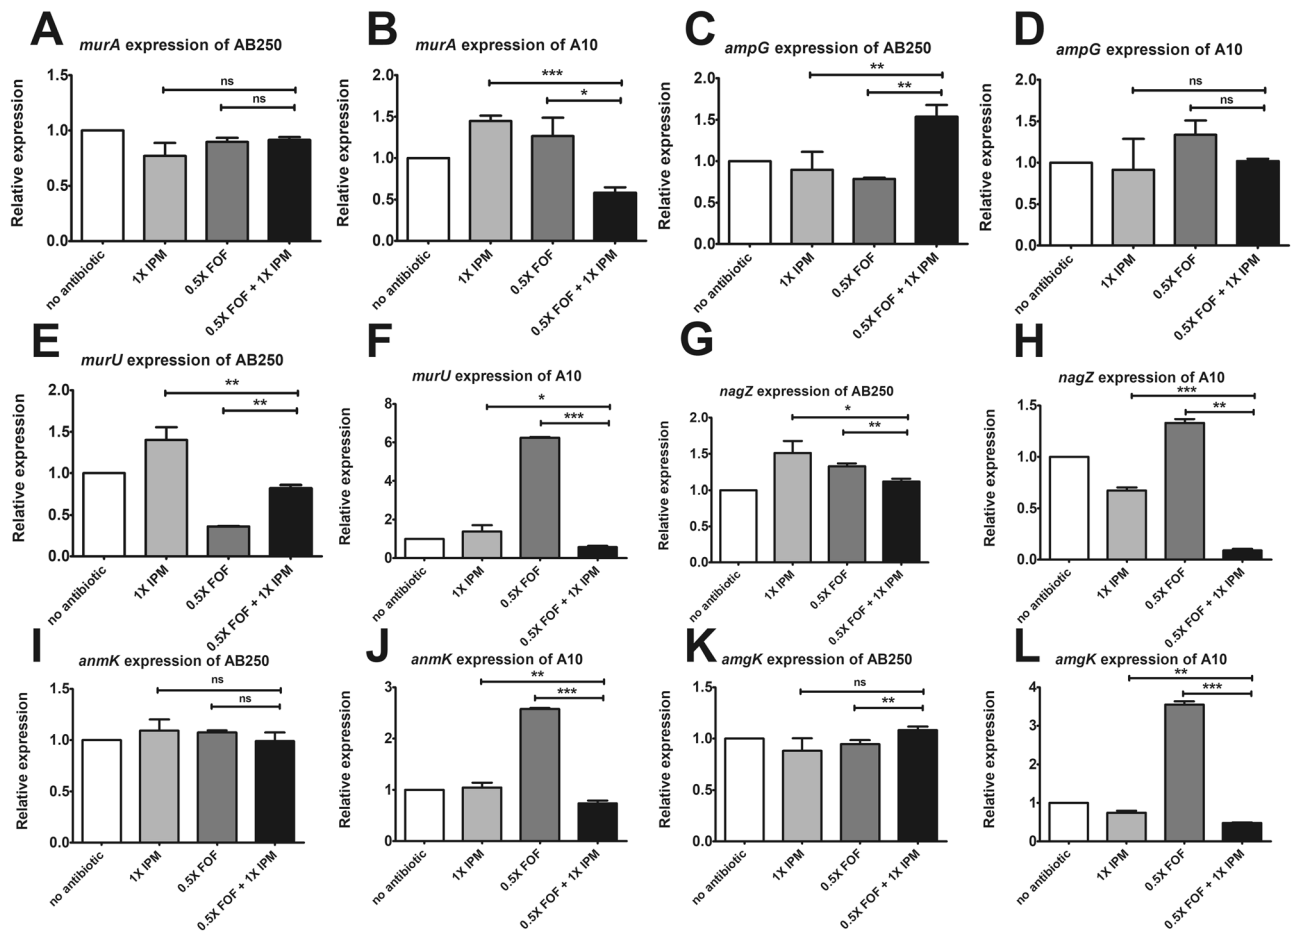 A
murA expression of AB250
Relative expression
1.5
1.0
0.5
0.0
ns
ns
no antibiotic
1X IPM
0.5X FOF
0.5X FOF + 1X IPM
B
murA expression of A10
Relative expression
2.0
1.5
1.0
0.5
0.0
***
*
no antibiotic
1X IPM
0.5X FOF
0.5X FOF + 1X IPM
C
ampG expression of AB250
Relative expression
2.0
1.5
1.0
0.5
0.0
**
**
no antibiotic
1X IPM
0.5X FOF
0.5X FOF + 1X IPM
D
ampG expression of A10
Relative expression
2.0
1.5
1.0
0.5
0.0
ns
ns
no antibiotic
1X IPM
0.5X FOF
0.5X FOF + 1X IPM
E
murU expression of AB250
Relative expression
2.0
1.5
1.0
0.5
0.0
**
**
no antibiotic
1X IPM
0.5X FOF
0.5X FOF + 1X IPM
F
murU expression of A10
Relative expression
8
6
4
2
0
*
***
no antibiotic
1X IPM
0.5X FOF
0.5X FOF + 1X IPM
G
nagZ expression of AB250
Relative expression
2.0
1.5
1.0
0.5
0.0
*
**
no antibiotic
1X IPM
0.5X FOF
0.5X FOF + 1X IPM
H
nagZ expression of A10
Relative expression
1.5
1.0
0.5
0.0
***
**
no antibiotic
1X IPM
0.5X FOF
0.5X FOF + 1X IPM
I
anmK expression of AB250
Relative expression
1.5
1.0
0.5
0.0
ns
ns
no antibiotic
1X IPM
0.5X FOF
0.5X FOF + 1X IPM
J
anmK expression of A10
Relative expression
3
2
1
0
**
***
no antibiotic
1X IPM
0.5X FOF
0.5X FOF + 1X IPM
K
amgK expression of AB250
Relative expression
1.5
1.0
0.5
0.0
ns
**
no antibiotic
1X IPM
0.5X FOF
0.5X FOF + 1X IPM
L
amgK expression of A10
Relative expression
4
3
2
1
0
**
***
no antibiotic
1X IPM
0.5X FOF
0.5X FOF + 1X IPM